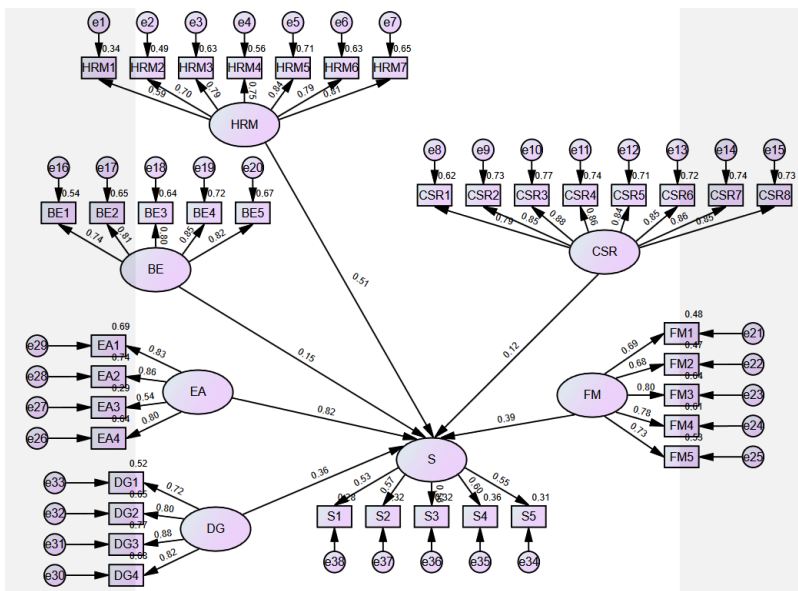 e1 e2 e3 e4 e5 e6 e7
0.34 0.49 0.63 0.56 0.71 0.63 0.65
HRM1 HRM2 HRM3 HRM4 HRM5 HRM6 HRM7
0.59 0.70 0.79 0.75 0.84 0.79 0.81
HRM
e8 e9 e10 e11 e12 e13 e14 e15
0.62 0.73 0.77 0.74 0.71 0.72 0.74 0.73
CSR1 CSR2 CSR3 CSR4 CSR5 CSR6 CSR7 CSR8
0.79 0.85 0.88 0.86 0.84 0.85 0.86 0.85
CSR
e16 e17 e18 e19 e20
0.54 0.65 0.64 0.72 0.67
BE1 BE2 BE3 BE4 BE5
0.74 0.81 0.80 0.85 0.82
BE
0.51
0.15
0.12
0.69
e29 EA1 0.83
0.74
e28 EA2 0.86
0.29
e27 EA3 0.54
0.64
e26 EA4 0.80
EA
0.82
0.48
0.69 FM1 e21
0.47
0.68 FM2 e22
0.64
0.80 FM3 e23
0.61
0.78 FM4 e24
0.53
0.73 FM5 e25
FM
0.39
S
0.36
0.52
e33 DG1 0.72
0.65
e32 DG2 0.80
0.77
e31 DG3 0.88
0.68
e30 DG4 0.82
DG
0.53 0.57 0.60 0.55
0.28 0.32 0.32 0.36 0.31
S1 S2 S3 S4 S5
e38 e37 e36 e35 e34